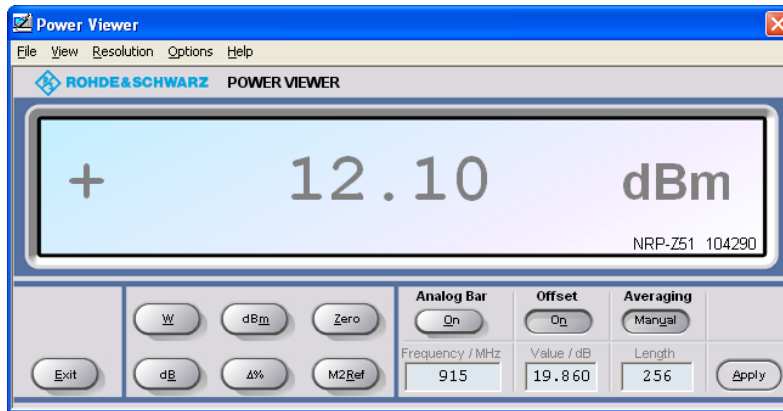 Power Viewer
File View Resolution Options Help
ROHDE&SCHWARZ POWER VIEWER
+ 12.10 dBm
NRP-Z51 104290
Analog Bar Offset Averaging
W dBm Zero On On Manual
Frequency / MHz Value / dB Length
Exit dB Δ% M2Ref 915 19.860 256 Apply